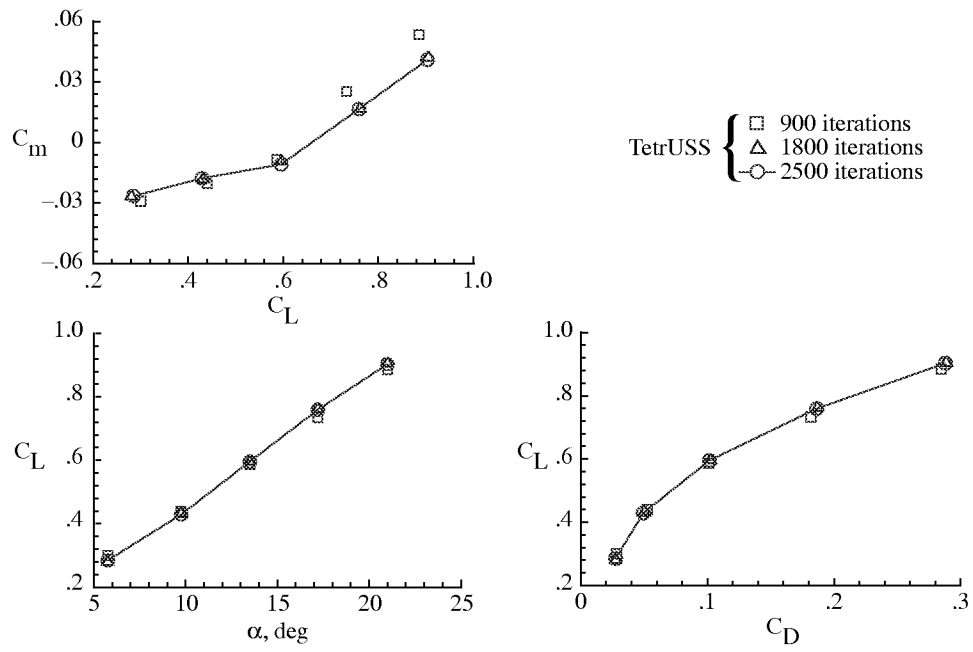 .06
.03
C_m
0
–.03
–.06
.2 .4 .6 .8 1.0
C_L
TetrUSS
900 iterations
1800 iterations
2500 iterations
1.0
.8
C_L
.6
.4
.2
5 10 15 20 25
α, deg
1.0
.8
C_L
.6
.4
.2
0 .1 .2 .3
C_D